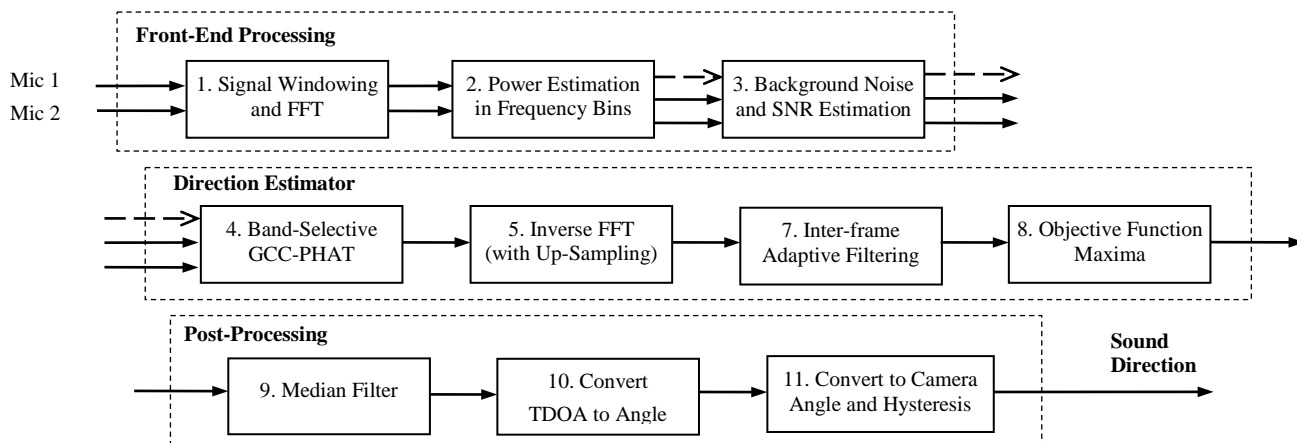 Front-End Processing
Mic 1
Mic 2
1. Signal Windowing
and FFT
2. Power Estimation
in Frequency Bins
3. Background Noise
and SNR Estimation
Direction Estimator
4. Band-Selective
GCC-PHAT
5. Inverse FFT
(with Up-Sampling)
7. Inter-frame
Adaptive Filtering
8. Objective Function
Maxima
Post-Processing
9. Median Filter
10. Convert
TDOA to Angle
11. Convert to Camera
Angle and Hysteresis
Sound
Direction